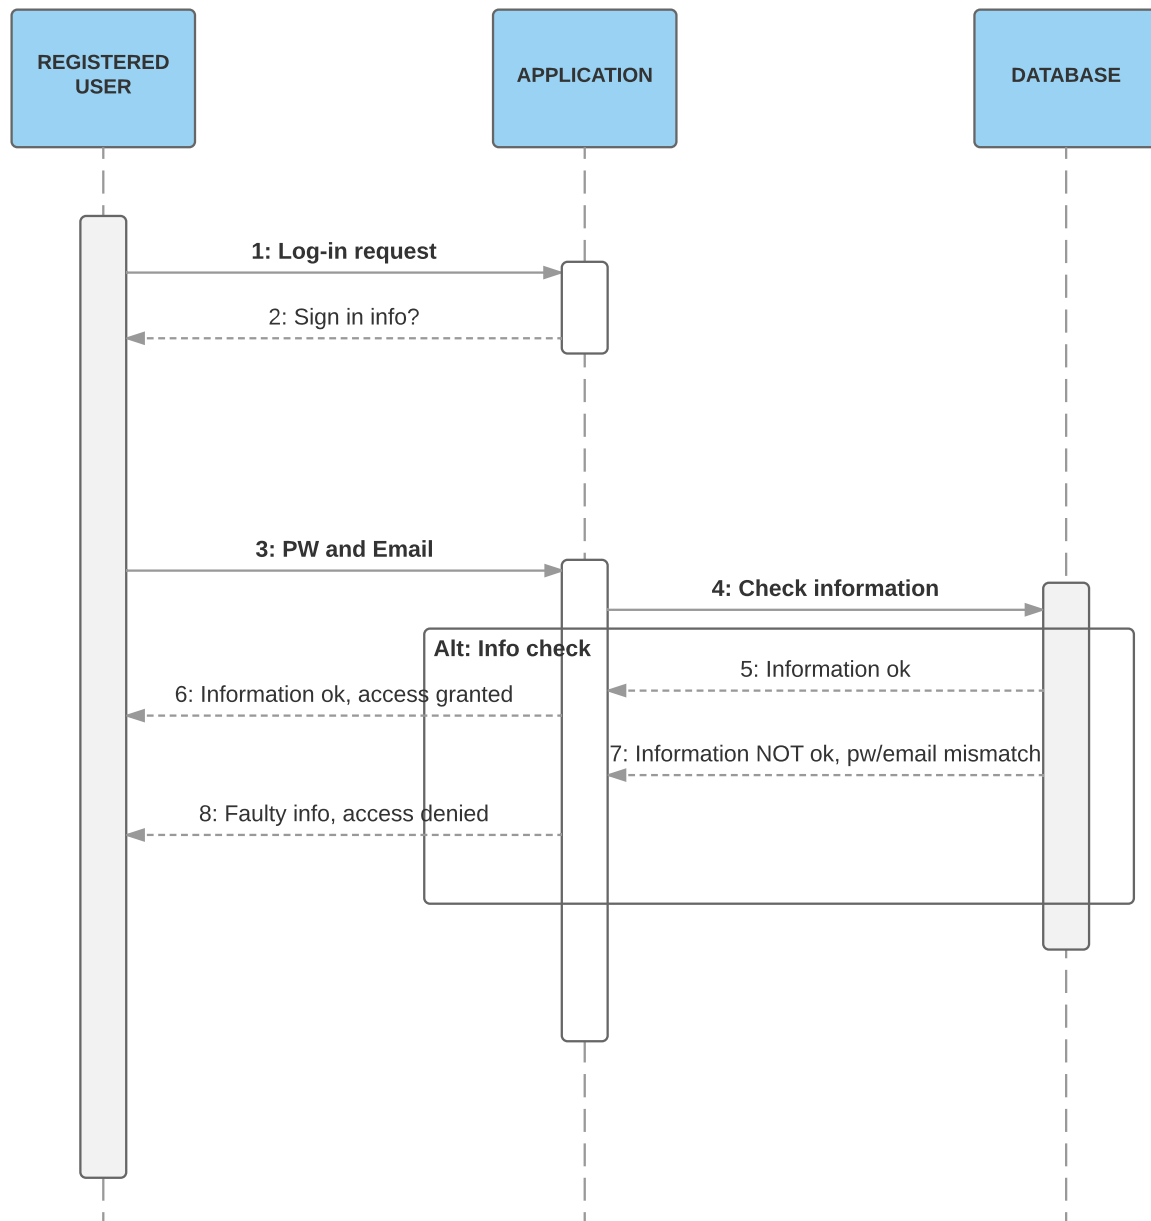 REGISTERED
USER
APPLICATION
DATABASE
1: Log-in request
2: Sign in info?
3: PW and Email
4: Check information
Alt: Info check
5: Information ok
6: Information ok, access granted
7: Information NOT ok, pw/email mismatch
8: Faulty info, access denied